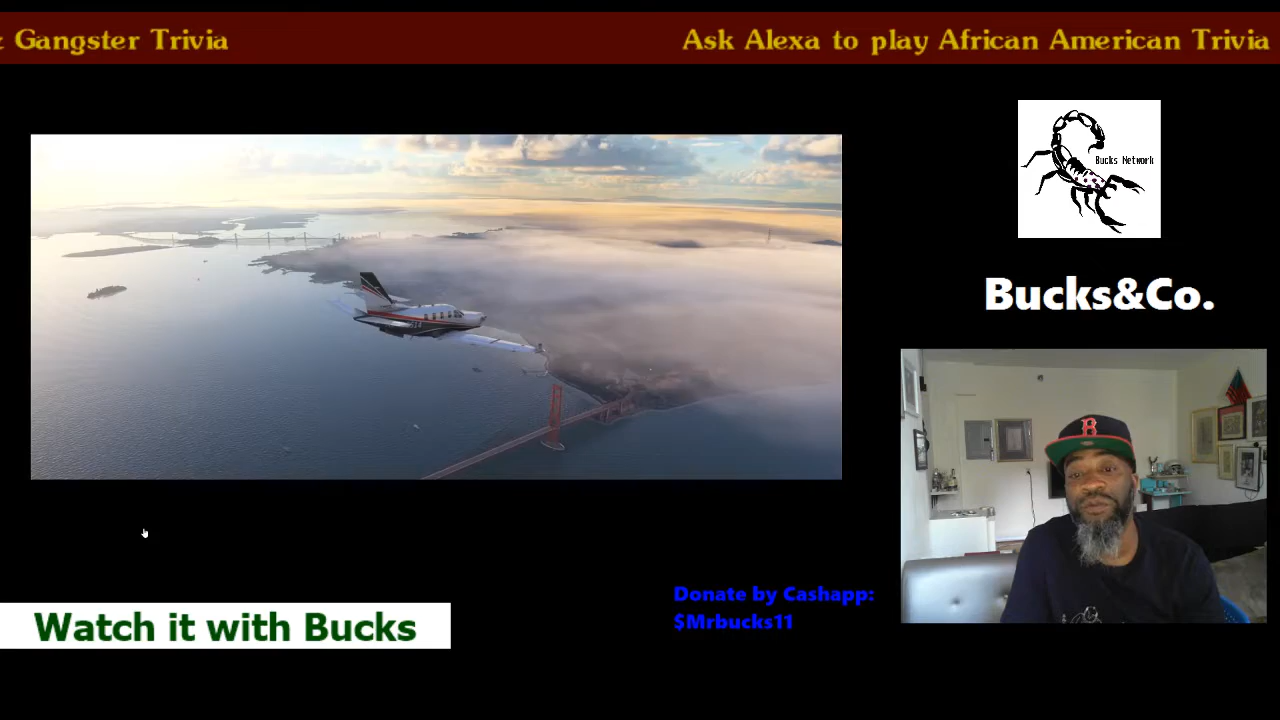 & Gangster Trivia
Ask Alexa to play African American Trivia
Bucks Network
Bucks&Co.
B
Donate by Cashapp:
$Mrbucks11
Watch it with Bucks